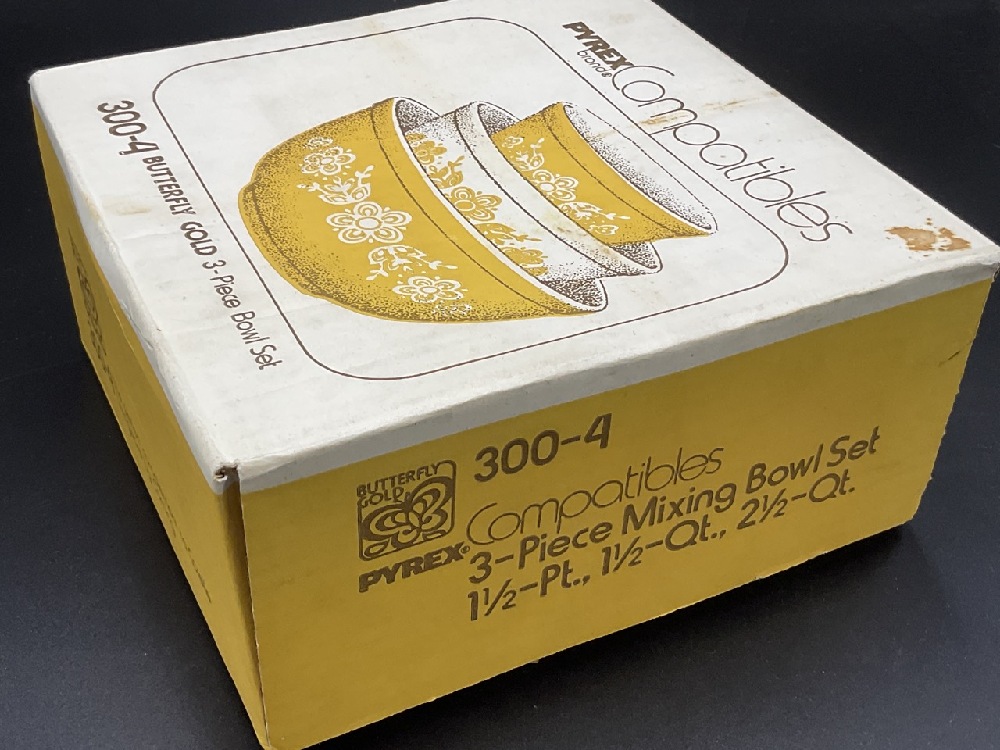 PYREX
brand®
Compatibles
300-4 BUTTERFLY GOLD 3-Piece Bowl Set
BUTTERFLY
GOLD
PYREX®
300-4
Compatibles
3-Piece Mixing Bowl Set
1½-Pt., 1½-Qt., 2½-Qt.